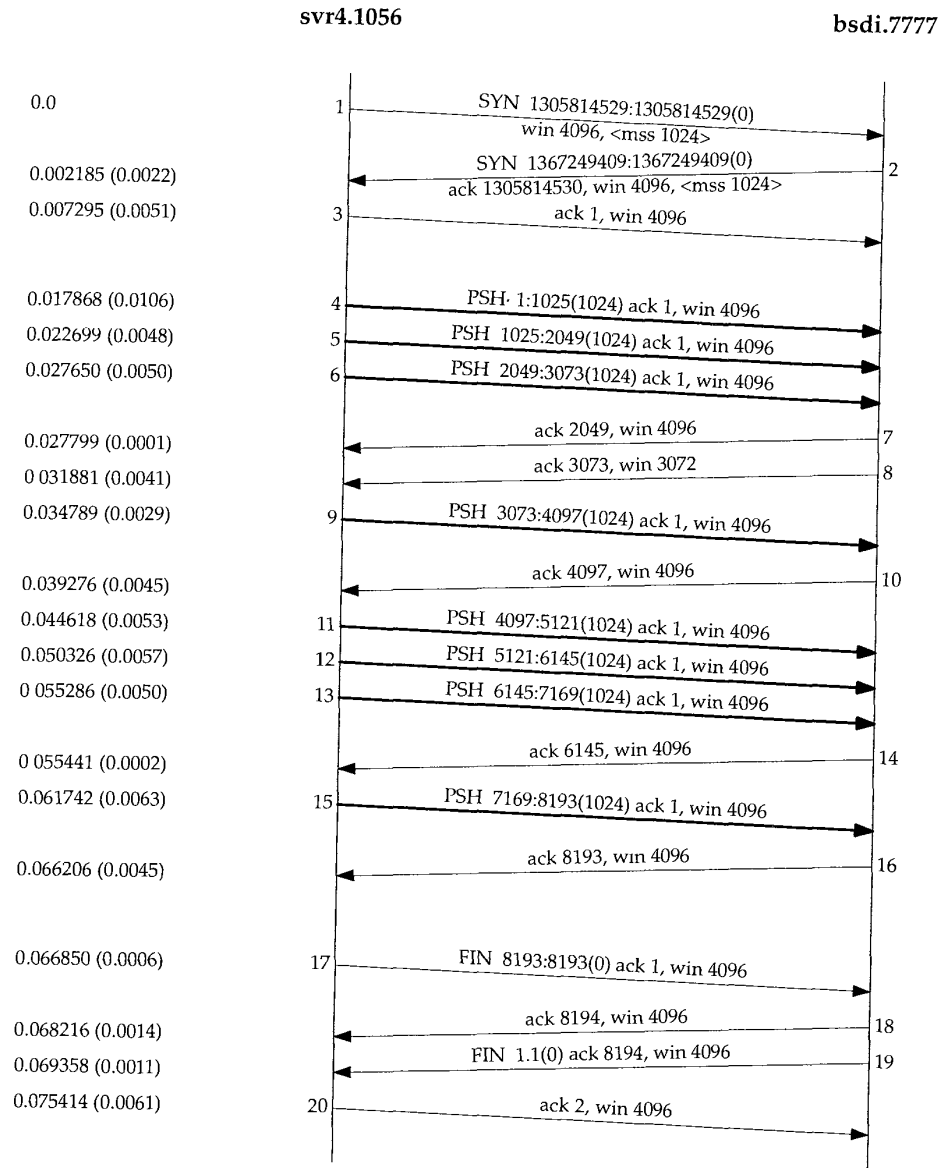 svr4.1056 bsdi.7777
0.0 1 SYN 1305814529:1305814529(0)
win 4096, <mss 1024>
0.002185 (0.0022) SYN 1367249409:1367249409(0) 2
ack 1305814530, win 4096, <mss 1024>
0.007295 (0.0051) 3 ack 1, win 4096
0.017868 (0.0106) 4 PSH· 1:1025(1024) ack 1, win 4096
0.022699 (0.0048) 5 PSH 1025:2049(1024) ack 1, win 4096
0.027650 (0.0050) 6 PSH 2049:3073(1024) ack 1, win 4096
0.027799 (0.0001) ack 2049, win 4096 7
0 031881 (0.0041) ack 3073, win 3072 8
0.034789 (0.0029) 9 PSH 3073:4097(1024) ack 1, win 4096
0.039276 (0.0045) ack 4097, win 4096 10
0.044618 (0.0053) 11 PSH 4097:5121(1024) ack 1, win 4096
0.050326 (0.0057) 12 PSH 5121:6145(1024) ack 1, win 4096
0 055286 (0.0050) 13 PSH 6145:7169(1024) ack 1, win 4096
0 055441 (0.0002) ack 6145, win 4096 14
0.061742 (0.0063) 15 PSH 7169:8193(1024) ack 1, win 4096
0.066206 (0.0045) ack 8193, win 4096 16
0.066850 (0.0006) 17 FIN 8193:8193(0) ack 1, win 4096
0.068216 (0.0014) ack 8194, win 4096 18
0.069358 (0.0011) FIN 1.1(0) ack 8194, win 4096 19
0.075414 (0.0061) 20 ack 2, win 4096